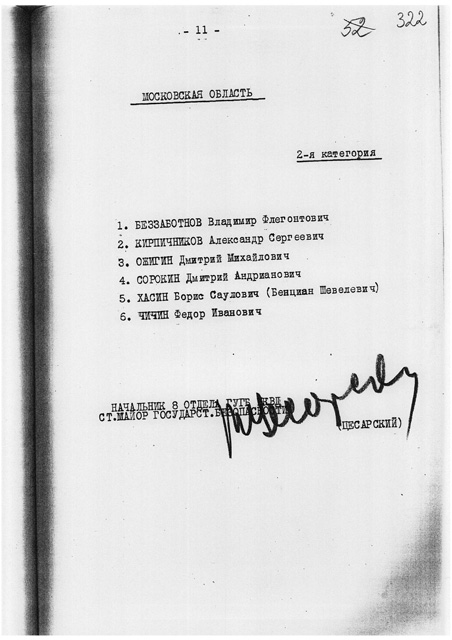 - 11 -
52
322
МОСКОВСКАЯ ОБЛАСТЬ
2-я категория
1. БЕЗЗАБОТНОВ Владимир Флегонтович
2. КИРПИЧНИКОВ Александр Сергеевич
3. ОЖИГИН Дмитрий Михайлович
4. СОРОКИН Дмитрий Андрианович
5. ХАСИН Борис Саулович (Бенциан Шевелевич)
6. ЧИЧИН Федор Иванович
НАЧАЛЬНИК 8 ОТДЕЛА ГУГБ НКВД
СТ.МАЙОР ГОСУДАРСТ.БЕЗОПАСНОСТИ
(ЦЕСАРСКИЙ)